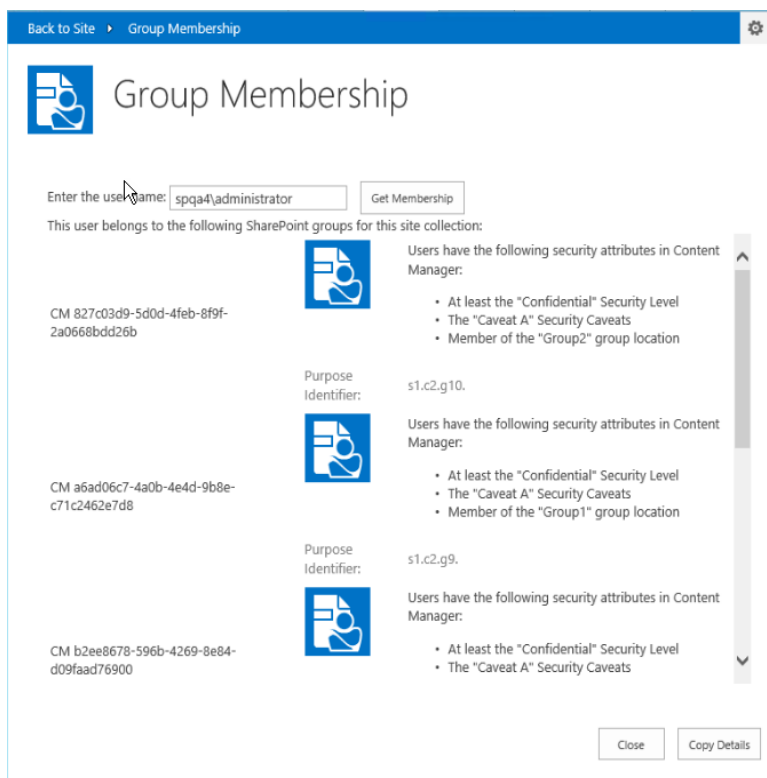 Back to Site ▸ Group Membership
Group Membership
Enter the username: spqa4\administrator Get Membership
This user belongs to the following SharePoint groups for this site collection:
CM 827c03d9-5d0d-4feb-8f9f-
2a0668bdd26b
Users have the following security attributes in Content
Manager:
• At least the "Confidential" Security Level
• The "Caveat A" Security Caveats
• Member of the "Group2" group location
Purpose
Identifier:
s1.c2.g10.
CM a6ad06c7-4a0b-4e4d-9b8e-
c71c2462e7d8
Users have the following security attributes in Content
Manager:
• At least the "Confidential" Security Level
• The "Caveat A" Security Caveats
• Member of the "Group1" group location
Purpose
Identifier:
s1.c2.g9.
CM b2ee8678-596b-4269-8e84-
d09faad76900
Users have the following security attributes in Content
Manager:
• At least the "Confidential" Security Level
• The "Caveat A" Security Caveats
Close Copy Details